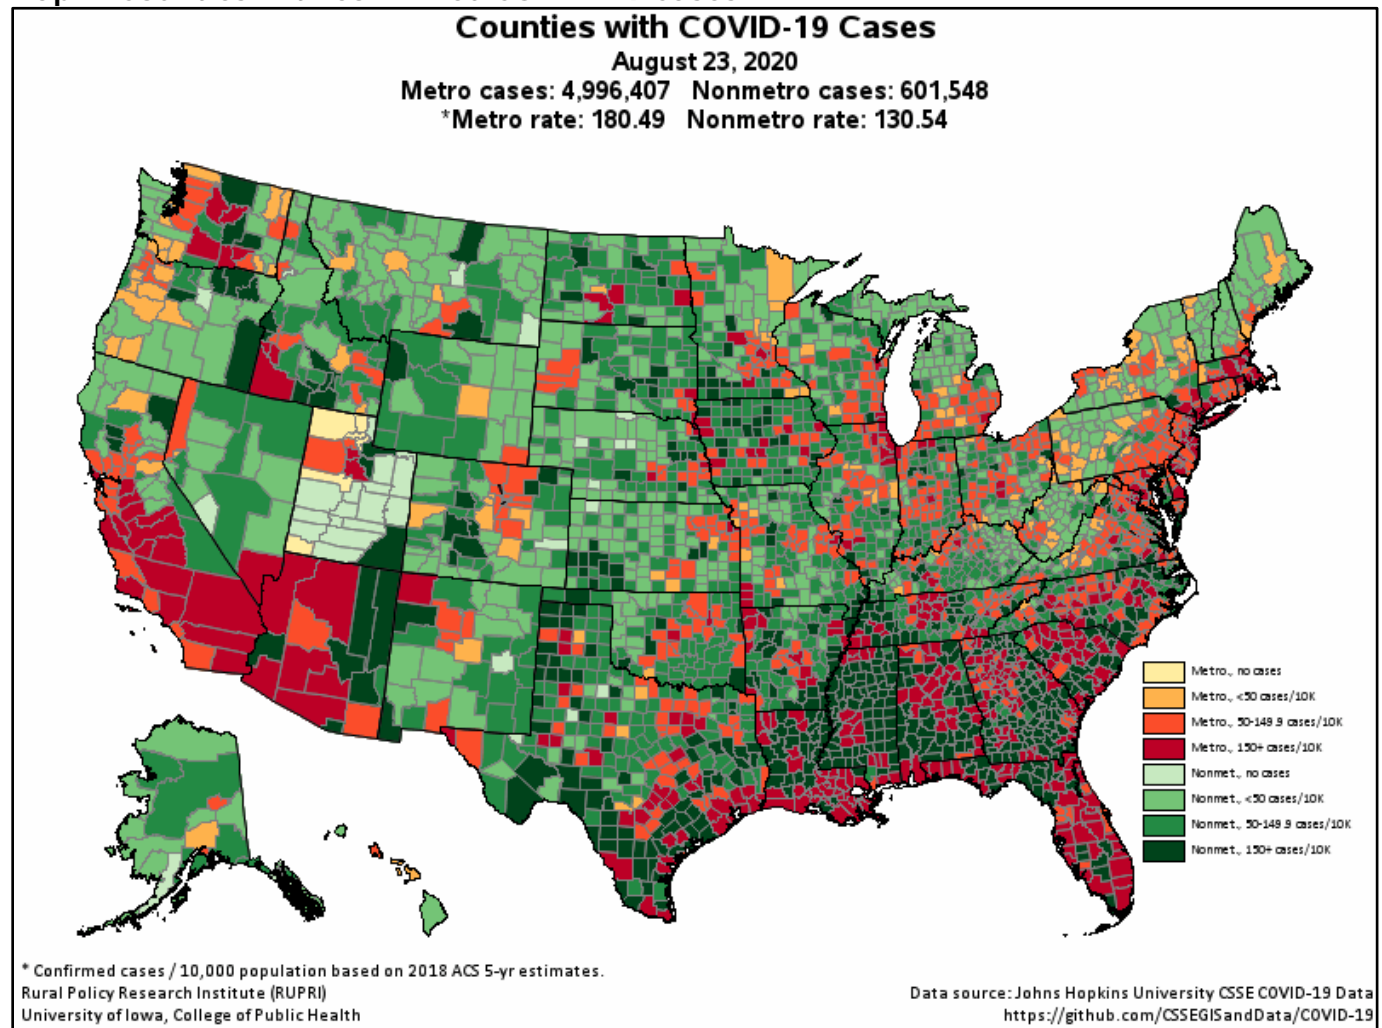 Counties with COVID-19 Cases
August 23, 2020
Metro cases: 4,996,407 Nonmetro cases: 601,548
*Metro rate: 180.49 Nonmetro rate: 130.54
Metro., no cases
Metro., <50 cases/10K
Metro., 50-149.9 cases/10K
Metro., 150+ cases/10K
Nonmet., no cases
Nonmet., <50 cases/10K
Nonmet., 50-149.9 cases/10K
Nonmet., 150+ cases/10K
* Confirmed cases / 10,000 population based on 2018 ACS 5-yr estimates.
Rural Policy Research Institute (RUPRI)
University of Iowa, College of Public Health
Data source: Johns Hopkins University CSSE COVID-19 Data
https://github.com/CSSEGISandData/COVID-19